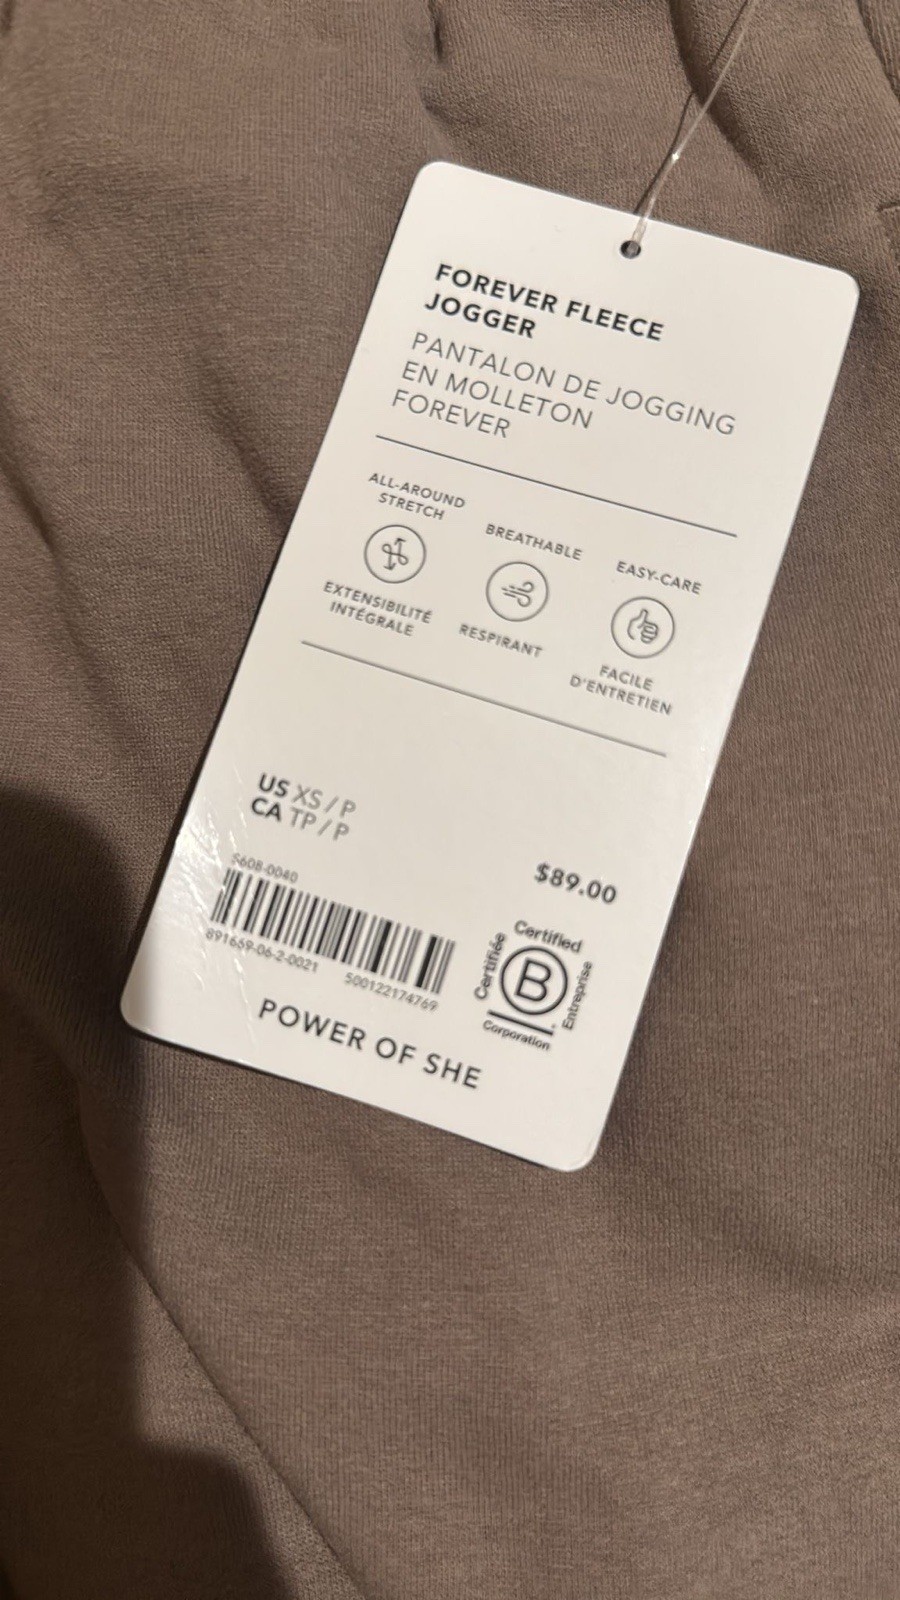 FOREVER FLEECE
JOGGER
PANTALON DE JOGGING
EN MOLLETON
FOREVER
ALL-AROUND
STRETCH
EXTENSIBILITÉ
INTÉGRALE
BREATHABLE
RESPIRANT
EASY-CARE
FACILE
D'ENTRETIEN
US XS / P
CA TP / P
$89.00
S608-0040
891669-06-2-0021
500122174769
Certified
Certifiée
B
Entreprise
Corporation
POWER OF SHE